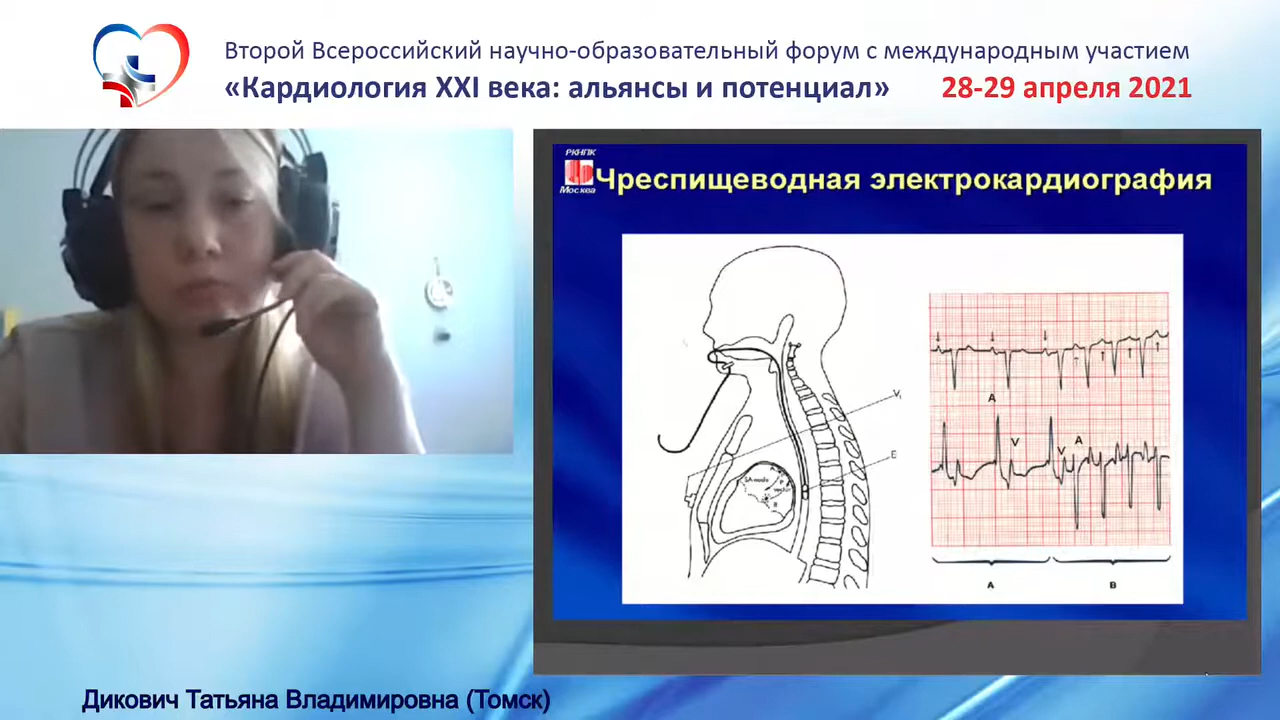 Второй Всероссийский научно-образовательный форум с международным участием
«Кардиология XXI века: альянсы и потенциал» 28-29 апреля 2021
РКНПК
Москва
Чреспищеводная электрокардиография
V₁
E
A
V
V
A
A
B
Дикович Татьяна Владимировна (Томск)